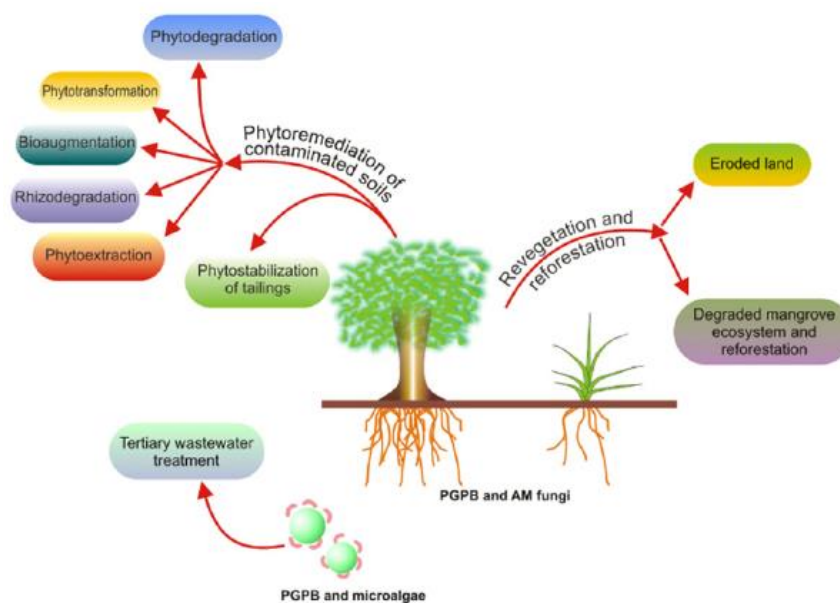 Phytodegradation
Phytotransformation
Bioaugmentation
Rhizodegradation
Phytoextraction
Phytoremediation of
contaminated soils
Phytostabilization
of tailings
Revegetation and
reforestation
Eroded land
Degraded mangrove
ecosystem and
reforestation
Tertiary wastewater
treatment
PGPB and AM fungi
PGPB and microalgae